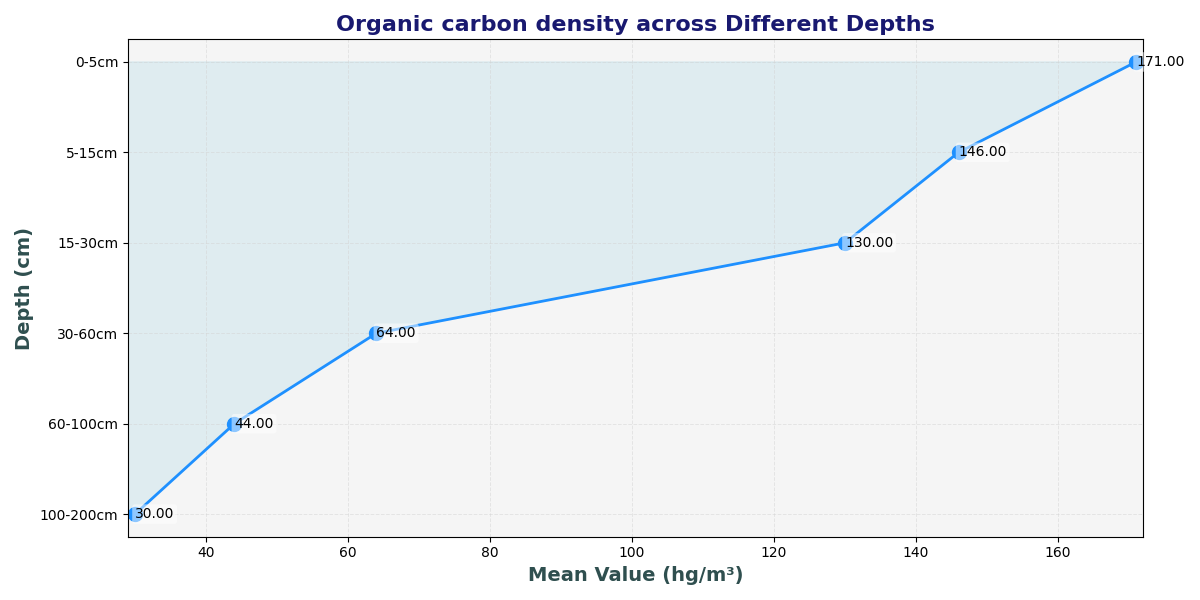 Organic carbon density across Different Depths
Depth (cm)
0-5cm
171.00
5-15cm
146.00
15-30cm
130.00
30-60cm
64.00
60-100cm
44.00
100-200cm
30.00
40 60 80 100 120 140 160
Mean Value (hg/m³)